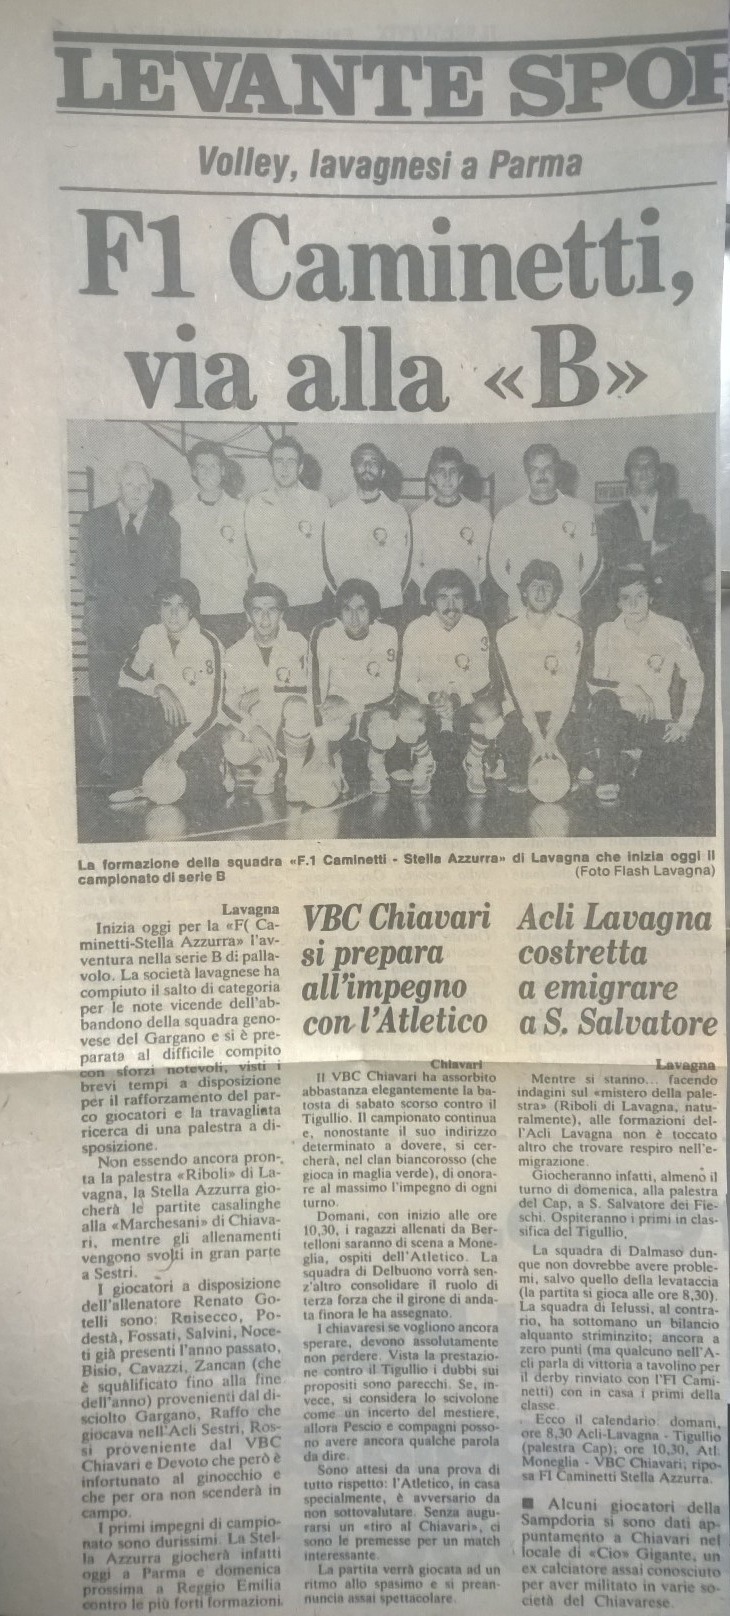 LEVANTE SPOR
Volley, lavagnesi a Parma
F1 Caminetti,
via alla «B»
La formazione della squadra «F.1 Caminetti - Stella Azzurra» di Lavagna che inizia oggi il
campionato di serie B
(Foto Flash Lavagna)
Lavagna
Inizia oggi per la «F( Ca-
minetti-Stella Azzurra» l'av-
ventura nella serie B di palla-
volo. La società lavagnese ha
compiuto il salto di categoria
per le note vicende dell'ab-
bandono della squadra geno-
vese del Gargano e si è pre-
parata al difficile compito
con sforzi notevoli, visti i
brevi tempi a disposizione
per il rafforzamento del par-
co giocatori e la travagliata
ricerca di una palestra a di-
sposizione.
Non essendo ancora pron-
ta la palestra «Riboli» di La-
vagna, la Stella Azzurra gio-
cherà le partite casalinghe
alla «Marchesani» di Chiava-
ri, mentre gli allenamenti
vengono svolti in gran parte
a Sestri.
I giocatori a disposizione
dell'allenatore Renato Go-
telli sono: Raisecco, Po-
destà, Fossati, Salvini, Noce-
ti già presenti l'anno passato,
Bisio, Cavazzi, Zancan (che
è squalificato fino alla fine
dell'anno) provenienti dal di-
sciolto Gargano, Raffo che
giocava nell'Acli Sestri, Ros-
si proveniente dal VBC
Chiavari e Devoto che però è
infortunato al ginocchio e
che per ora non scenderà in
campo.
I primi impegni di campio-
nato sono durissimi. La Stel-
la Azzurra giocherà infatti
oggi a Parma e domenica
prossima a Reggio Emilia
contro le più forti formazioni.
VBC Chiavari
si prepara
all'impegno
con l'Atletico
Chiavari
Il VBC Chiavari ha assorbito
abbastanza elegantemente la ba-
tosta di sabato scorso contro il
Tigullio. Il campionato continua
e, nonostante il suo indirizzo
determinato a dovere, si cer-
cherà, nel clan biancorosso (che
gioca in maglia verde), di onora-
re al massimo l'impegno di ogni
turno.
Domani, con inizio alle ore
10,30, i ragazzi allenati da Ber-
telloni saranno di scena a Mone-
glia, ospiti dell'Atletico. La
squadra di Delbuono vorrà sen-
z'altro consolidare il ruolo di
terza forza che il girone di anda-
ta finora le ha assegnato.
I chiavaresi se vogliono ancora
sperare, devono assolutamente
non perdere. Vista la prestazio-
ne contro il Tigullio i dubbi sui
propositi sono parecchi. Se, in-
vece, si considera lo scivolone
come un incerto del mestiere,
allora Pescio e compagni posso-
no avere ancora qualche parola
da dire.
Sono attesi da una prova di
tutto rispetto: l'Atletico, in casa
specialmente, è avversario da
non sottovalutare. Senza augu-
rarsi un «tiro al Chiavari», ci
sono le premesse per un match
interessante.
La partita verrà giocata ad un
ritmo allo spasimo e si prean-
nuncia assai spettacolare.
Acli Lavagna
costretta
a emigrare
a S. Salvatore
Lavagna
Mentre si stanno... facendo
indagini sul «mistero della pale-
stra» (Riboli di Lavagna, natu-
ralmente), alle formazioni del-
l'Acli Lavagna non è toccato
altro che trovare respiro nell'e-
migrazione.
Giocheranno infatti, almeno il
turno di domenica, alla palestra
del Cap, a S. Salvatore dei Fie-
schi. Ospiteranno i primi in clas-
sifica del Tigullio.
La squadra di Dalmaso dun-
que non dovrebbe avere proble-
mi, salvo quello della levataccia
(la partita si gioca alle ore 8,30).
La squadra di Ielussi, al contra-
rio, ha sottomano un bilancio
alquanto striminzito; ancora a
zero punti (ma qualcuno nell'A-
cli parla di vittoria a tavolino per
il derby rinviato con l'F1 Cami-
netti) con in casa i primi della
classe.
Ecco il calendario: domani,
ore 8,30 Acli-Lavagna - Tigullio
(palestra Cap); ore 10,30, Atl.
Moneglia - VBC Chiavari; ripo-
sa F1 Caminetti Stella Azzurra.
■ Alcuni giocatori della
Sampdoria si sono dati ap-
puntamento a Chiavari nel
locale di «Cio» Gigante, un
ex calciatore assai conosciuto
per aver militato in varie so-
cietà del Chiavarese.